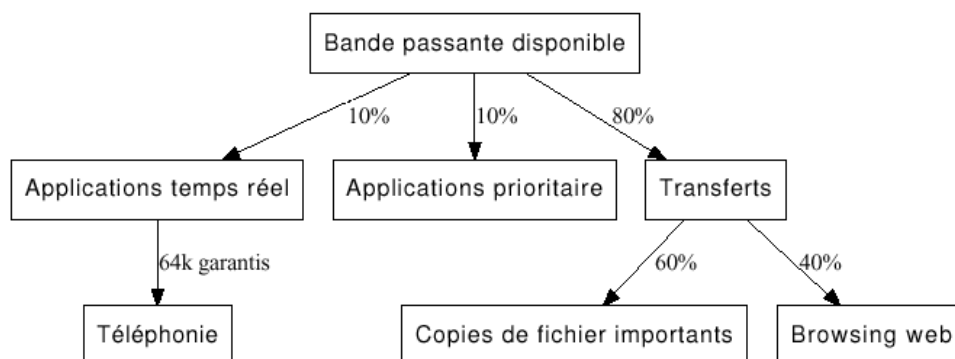 Bande passante disponible
10%
10%
80%
Applications temps réel
Applications prioritaire
Transferts
64k garantis
60%
40%
Téléphonie
Copies de fichier importants
Browsing web